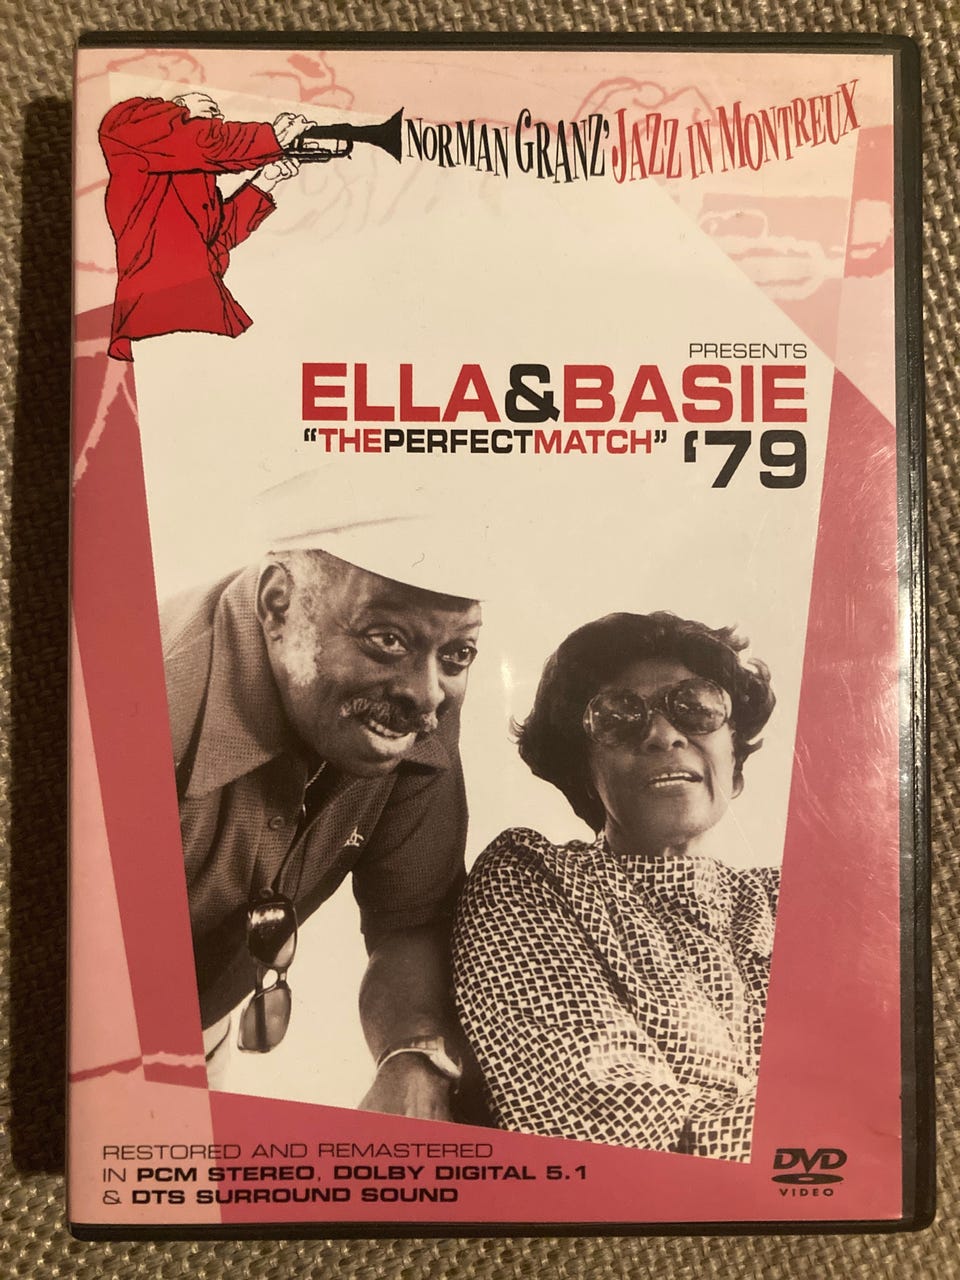 NORMAN GRANZ' JAZZ IN MONTREUX
PRESENTS
ELLA&BASIE
“THEPERFECTMATCH” ‘79
RESTORED AND REMASTERED
IN PCM STEREO, DOLBY DIGITAL 5.1
& DTS SURROUND SOUND
DVD
VIDEO